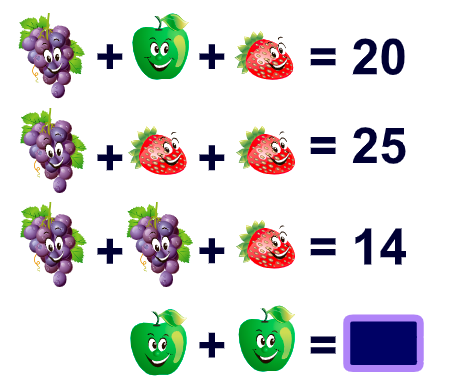 + + = 20
+ + = 25
+ + = 14
+ =